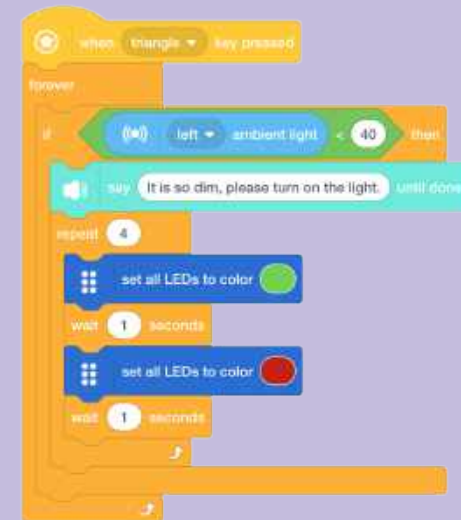 when triangle key pressed
forever
if left ambient light < 40 then
say It is so dim, please turn on the light. until done
repeat 4
set all LEDs to color
wait 1 seconds
set all LEDs to color
wait 1 seconds